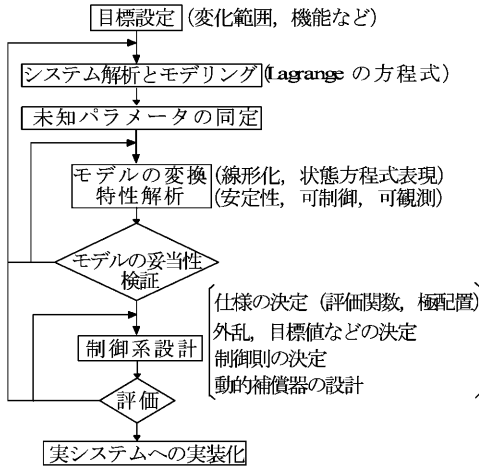 目標設定(変化範囲，機能など)
システム解析とモデリング(Lagrange の方程式)
未知パラメータの同定
モデルの変換(線形化，状態方程式表現)
特性解析(安定性，可制御，可観測)
モデルの妥当性
検証
仕様の決定(評価関数，極配置)
外乱，目標値などの決定
制御系設計
制御則の決定
動的補償器の設計
評価
実システムへの実装化